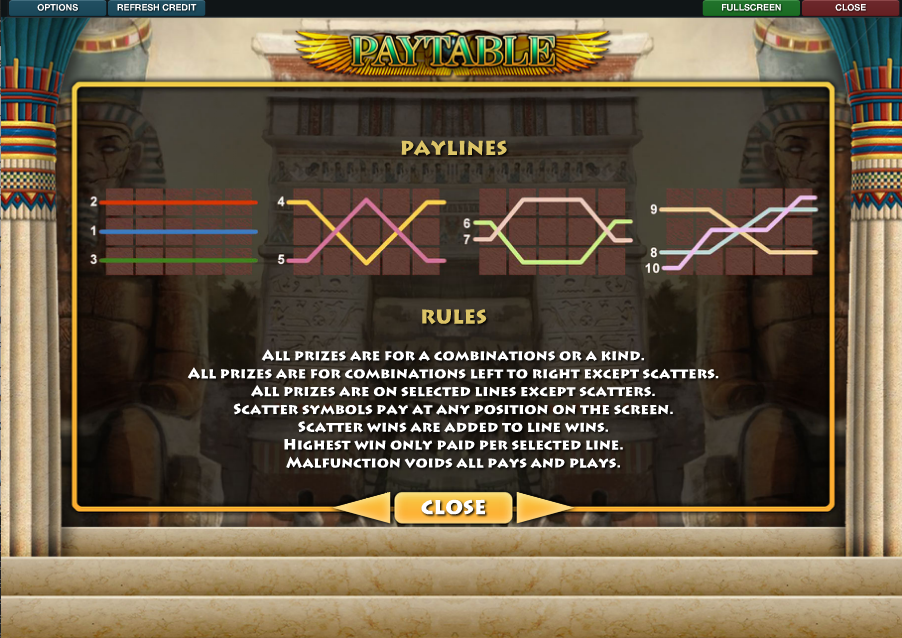 OPTIONS
REFRESH CREDIT
FULLSCREEN
CLOSE
PAYTABLE
PAYLINES
2
1
3
4
5
6
7
9
8
10
RULES
ALL PRIZES ARE FOR A COMBINATIONS OR A KIND.
ALL PRIZES ARE FOR COMBINATIONS LEFT TO RIGHT EXCEPT SCATTERS.
ALL PRIZES ARE ON SELECTED LINES EXCEPT SCATTERS.
SCATTER SYMBOLS PAY AT ANY POSITION ON THE SCREEN.
SCATTER WINS ARE ADDED TO LINE WINS.
HIGHEST WIN ONLY PAID PER SELECTED LINE.
MALFUNCTION VOIDS ALL PAYS AND PLAYS.
CLOSE